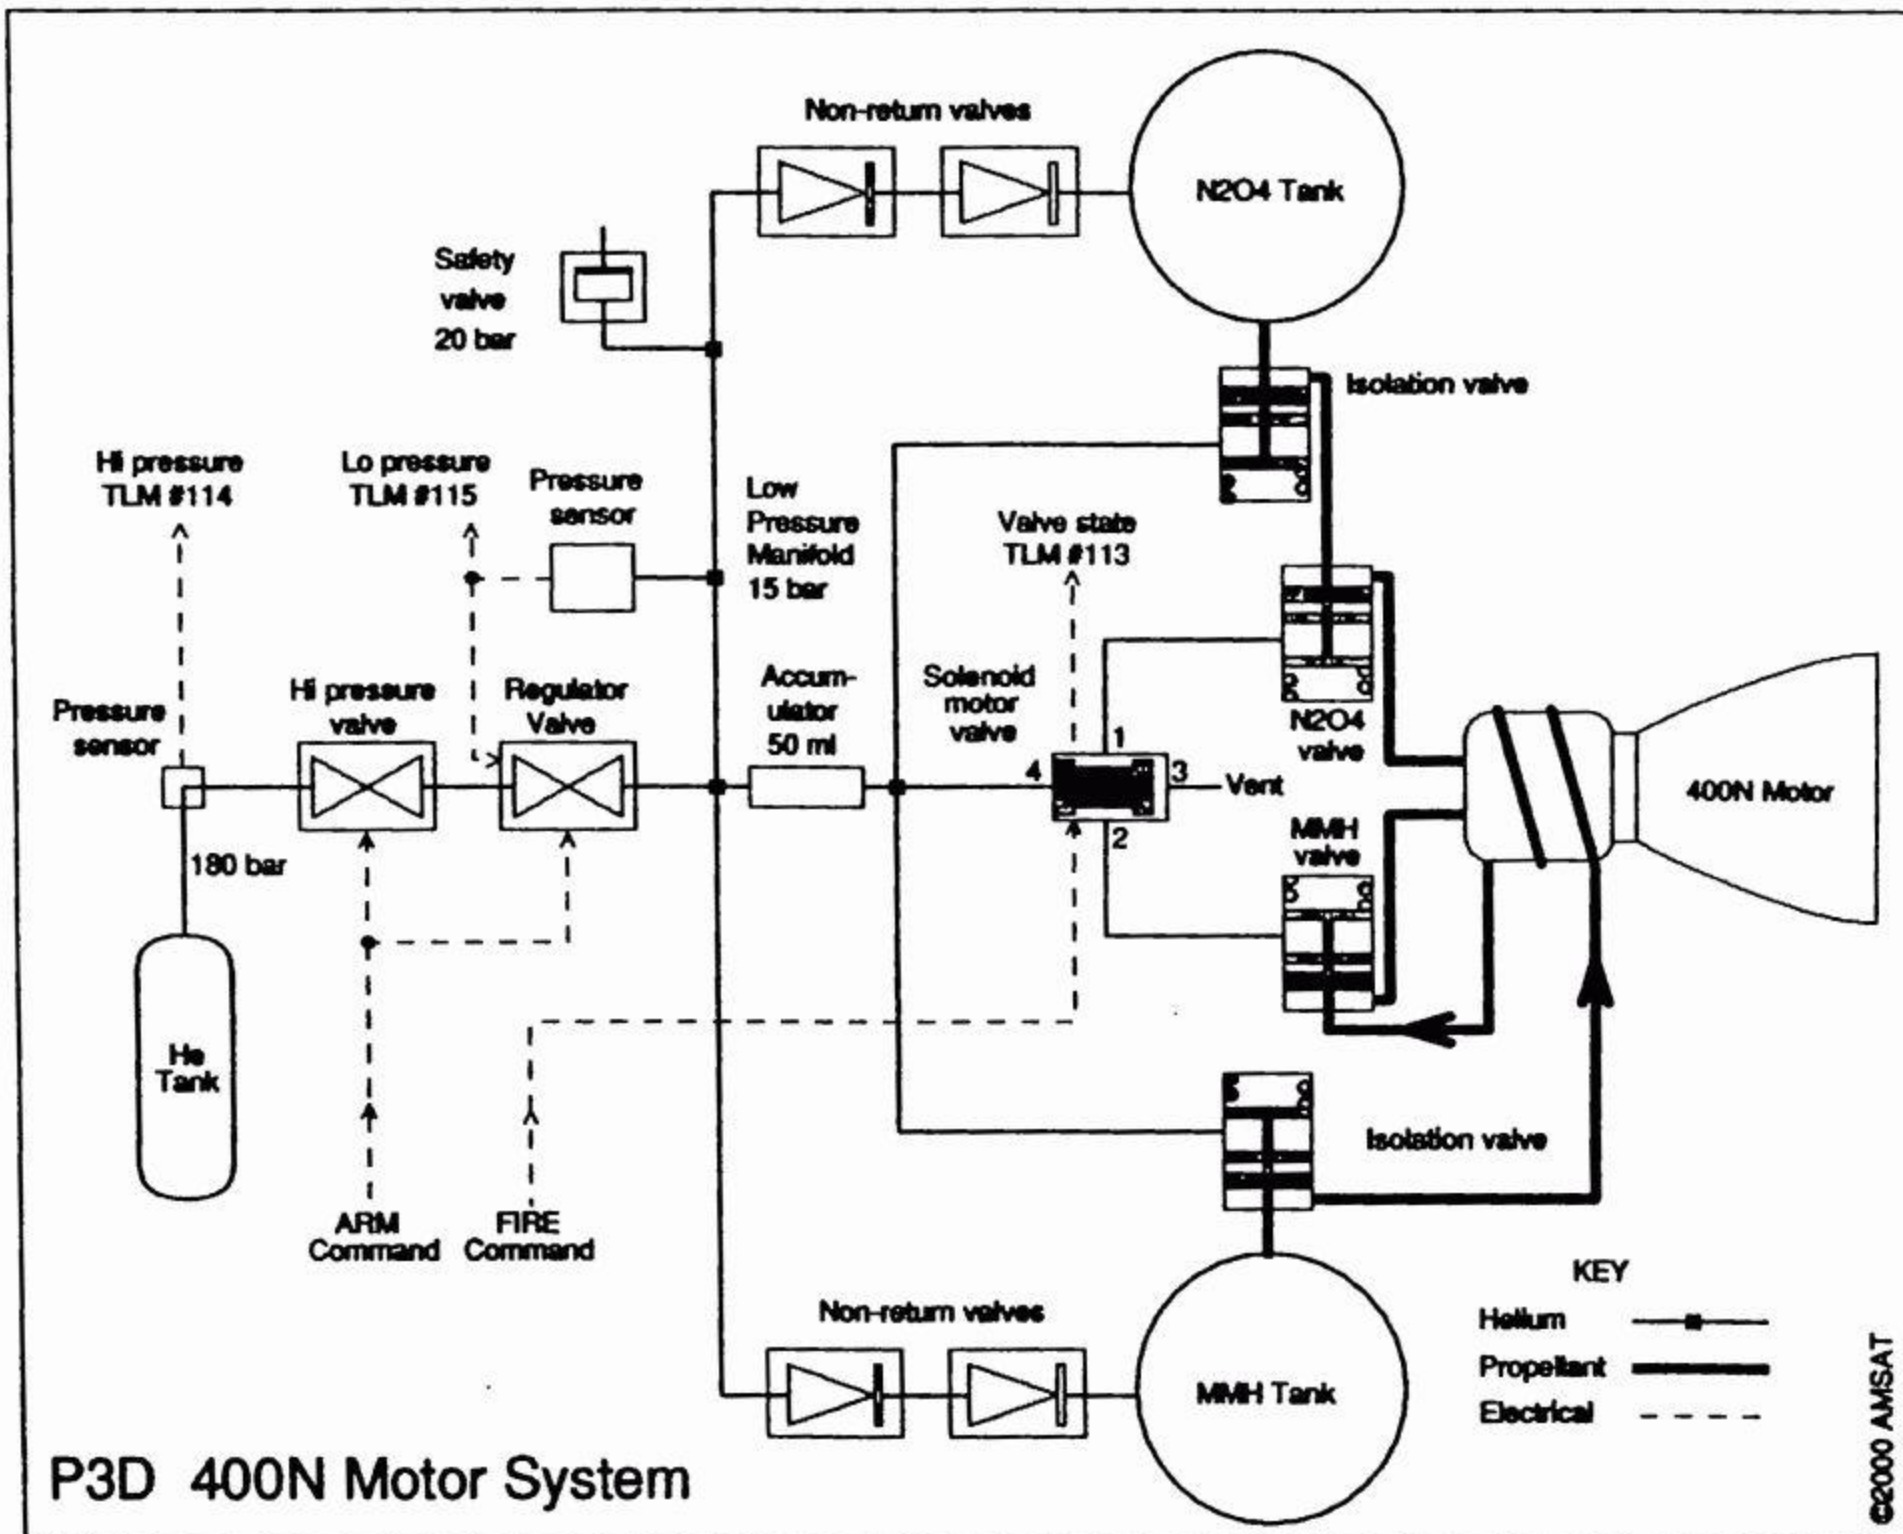 Non-return valves
N2O4 Tank
Safety
valve
20 bar
Isolation valve
Hi pressure
TLM #114
Lo pressure
TLM #115
Pressure
sensor
Low
Pressure
Manifold
15 bar
Valve state
TLM #113
Pressure
sensor
Hi pressure
valve
Regulator
Valve
Accum-
ulator
50 ml
Solenoid
motor
valve
1
4
3
2
Vent
N2O4
valve
MMH
valve
400N Motor
180 bar
He
Tank
ARM
Command
FIRE
Command
Isolation valve
Non-return valves
MMH Tank
KEY
Helium
Propellant
Electrical
P3D 400N Motor System
©2000 AMSAT